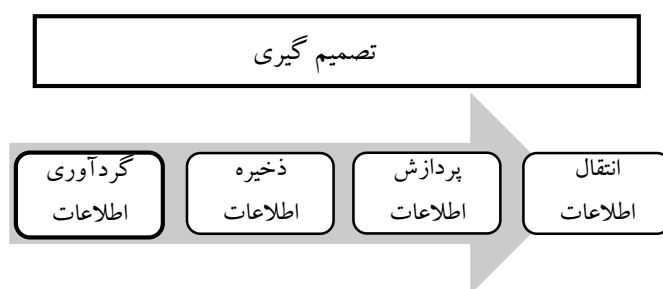 تصمیم گیری
گردآوری
اطلاعات
ذخیره
اطلاعات
پردازش
اطلاعات
انتقال
اطلاعات